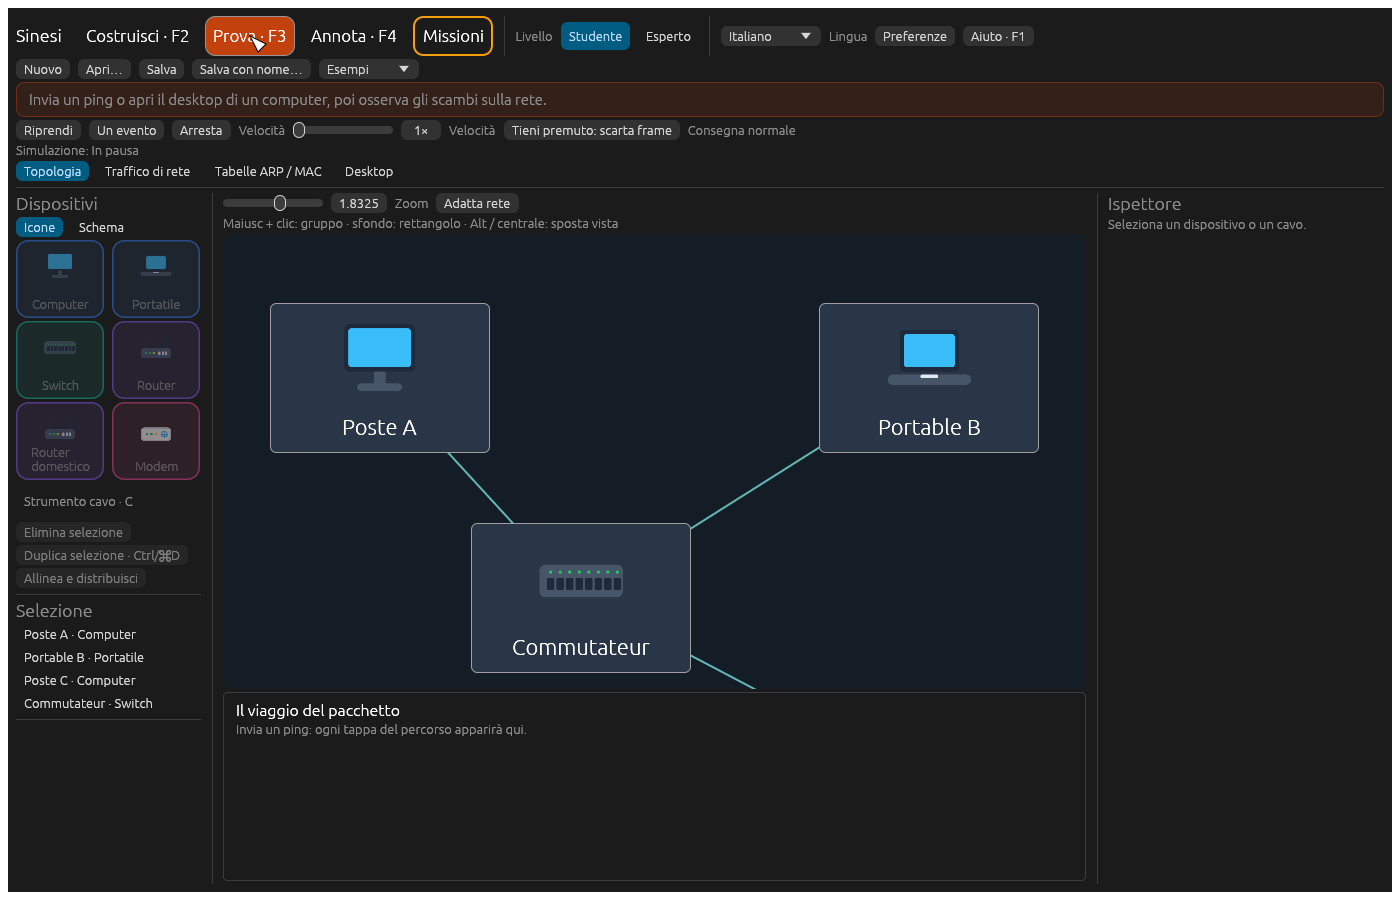 Sinesi Costruisci · F2 Prova · F3 Annota · F4 Missioni Livello Studente Esperto Italiano Lingua Preferenze Aiuto · F1
Nuovo Apri… Salva Salva con nome… Esempi
Invia un ping o apri il desktop di un computer, poi osserva gli scambi sulla rete.
Riprendi Un evento Arresta Velocità 1× Velocità Tieni premuto: scarta frame Consegna normale
Simulazione: In pausa
Topologia Traffico di rete Tabelle ARP / MAC Desktop
Dispositivi
Icone Schema
Computer Portatile
Switch Router
Router domestico Modem
Strumento cavo · C
Elimina selezione
Duplica selezione · Ctrl/⌘D
Allinea e distribuisci
Selezione
Poste A · Computer
Portable B · Portatile
Poste C · Computer
Commutateur · Switch
1.8325 Zoom Adatta rete
Maiusc + clic: gruppo · sfondo: rettangolo · Alt / centrale: sposta vista
Poste A
Portable B
Commutateur
Il viaggio del pacchetto
Invia un ping: ogni tappa del percorso apparirà qui.
Ispettore
Seleziona un dispositivo o un cavo.